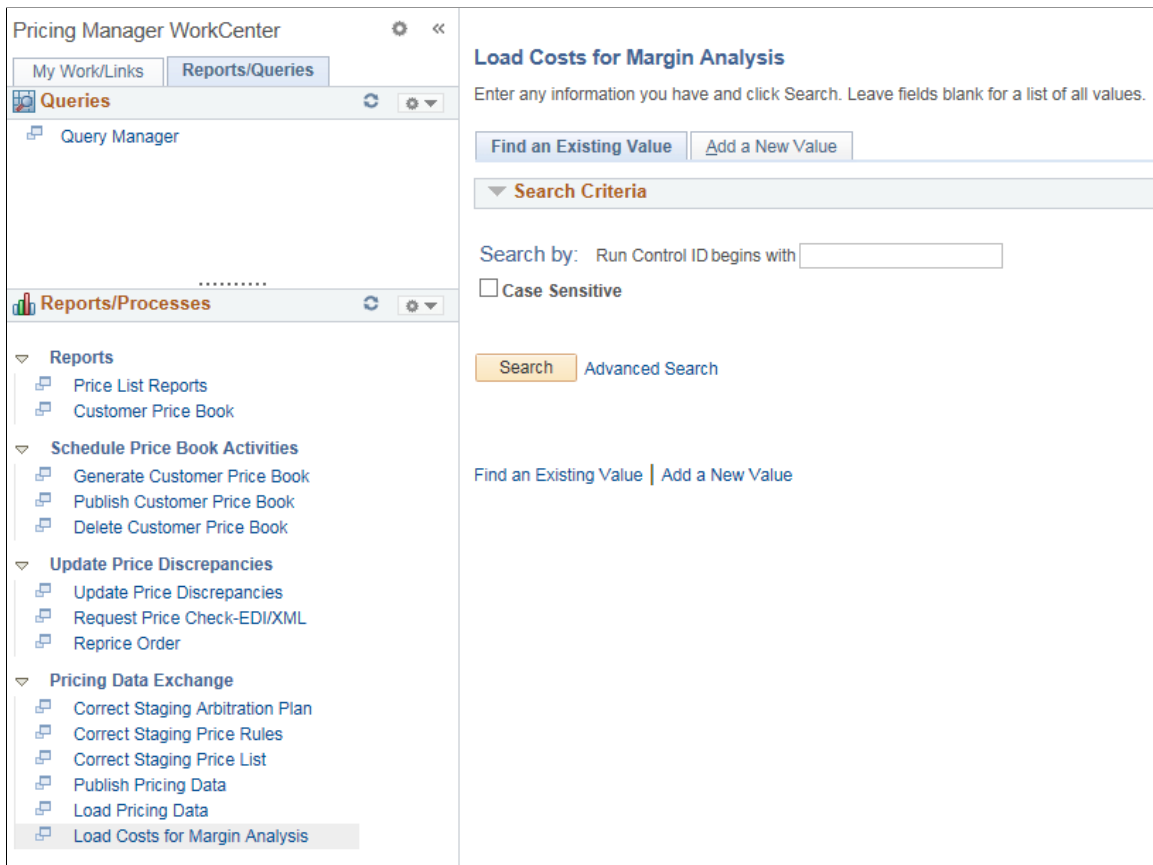 Pricing Manager WorkCenter
My Work/Links
Reports/Queries
Queries
Query Manager
Reports/Processes
Reports
Price List Reports
Customer Price Book
Schedule Price Book Activities
Generate Customer Price Book
Publish Customer Price Book
Delete Customer Price Book
Update Price Discrepancies
Update Price Discrepancies
Request Price Check-EDI/XML
Reprice Order
Pricing Data Exchange
Correct Staging Arbitration Plan
Correct Staging Price Rules
Correct Staging Price List
Publish Pricing Data
Load Pricing Data
Load Costs for Margin Analysis
Load Costs for Margin Analysis
Enter any information you have and click Search. Leave fields blank for a list of all values.
Find an Existing Value
Add a New Value
Search Criteria
Search by: Run Control ID begins with
Case Sensitive
Search Advanced Search
Find an Existing Value | Add a New Value